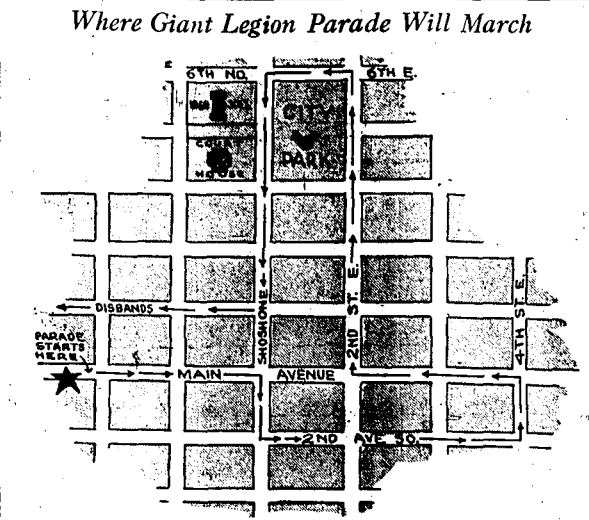 Where Giant Legion Parade Will March
6TH NO.
6TH E.
CITY
PARK
COURT
HOUSE
DISBANDS
SHOSHONE
2ND ST. E.
4TH ST. E.
PARADE
STARTS
HERE
MAIN AVENUE
2ND AVE SO.